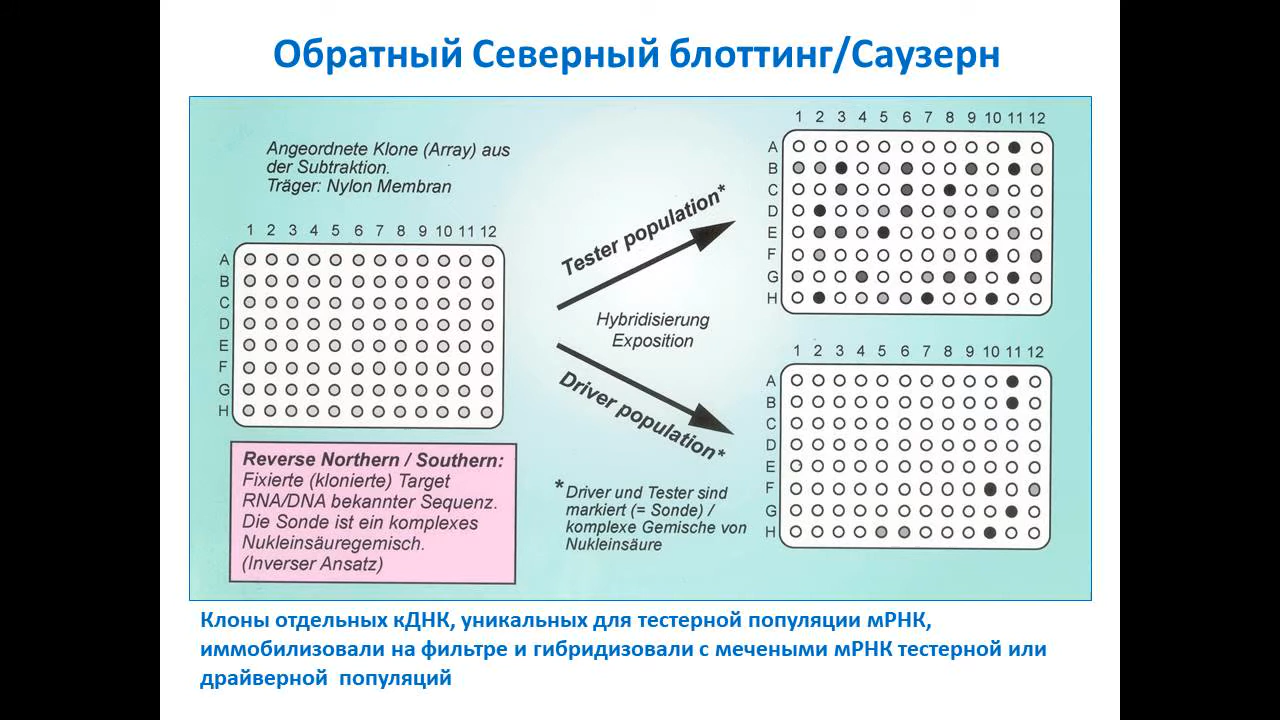 Обратный Северный блоттинг/Саузерн
Angeordnete Klone (Array) aus
der Subtraktion.
Träger: Nylon Membran
1 2 3 4 5 6 7 8 9 10 11 12
A
B
C
D
E
F
G
H
Reverse Northern / Southern:
Fixierte (klonierte) Target
RNA/DNA bekannter Sequenz.
Die Sonde ist ein komplexes
Nukleinsäuregemisch.
(Inverser Ansatz)
Tester population*
Hybridisierung
Exposition
Driver population*
* Driver und Tester sind
markiert (= Sonde) /
komplexe Gemische von
Nukleinsäure
1 2 3 4 5 6 7 8 9 10 11 12
A
B
C
D
E
F
G
H
1 2 3 4 5 6 7 8 9 10 11 12
A
B
C
D
E
F
G
H
Клоны отдельных кДНК, уникальных для тестерной популяции мРНК,
иммобилизовали на фильтре и гибридизовали с мечеными мРНК тестерной или
драйверной популяций